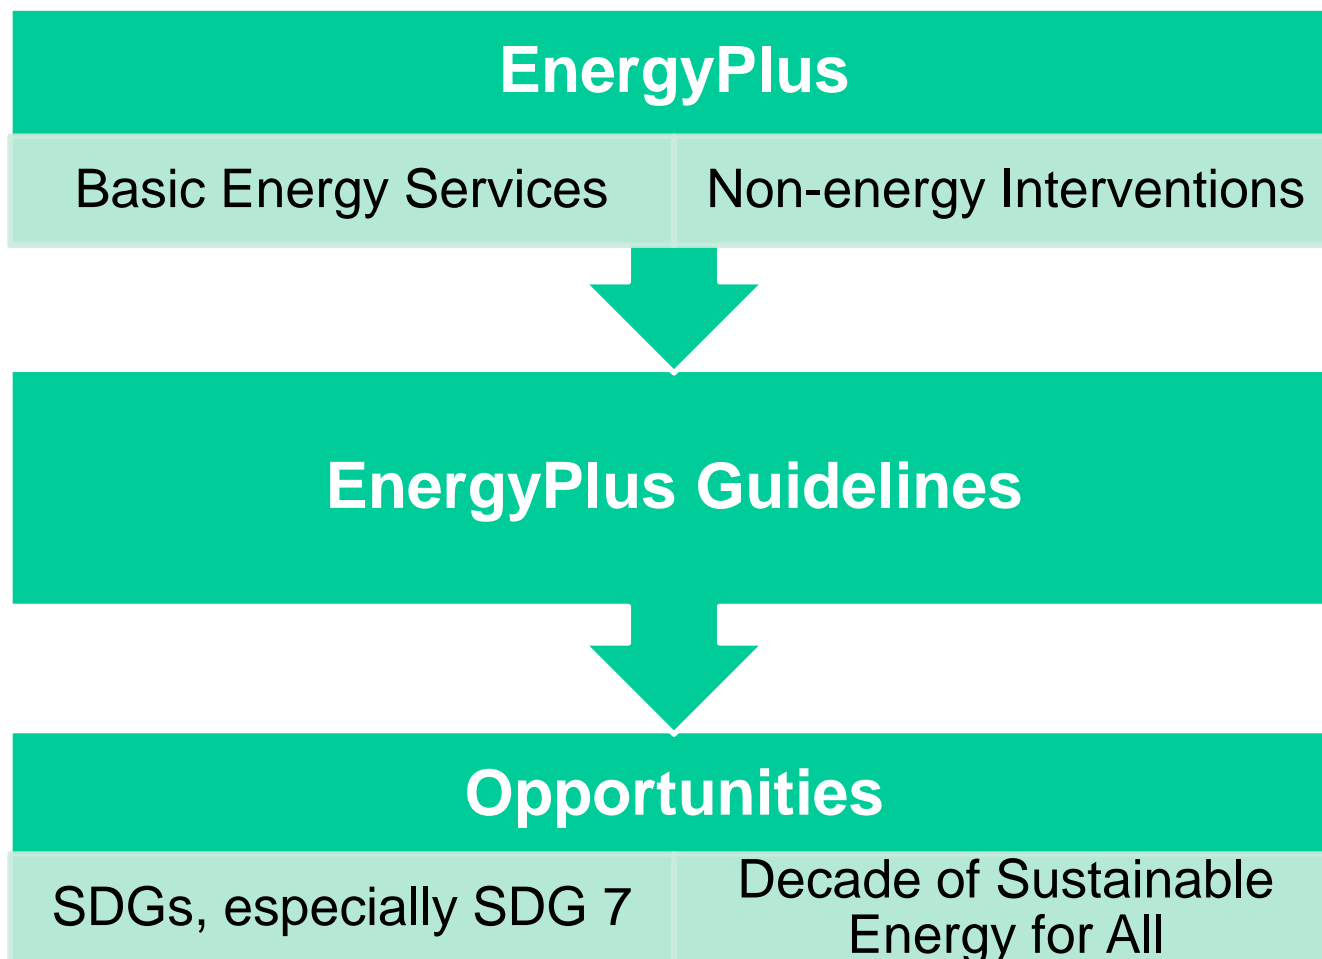 EnergyPlus
Basic Energy Services
Non-energy Interventions
EnergyPlus Guidelines
Opportunities
SDGs, especially SDG 7
Decade of Sustainable
Energy for All